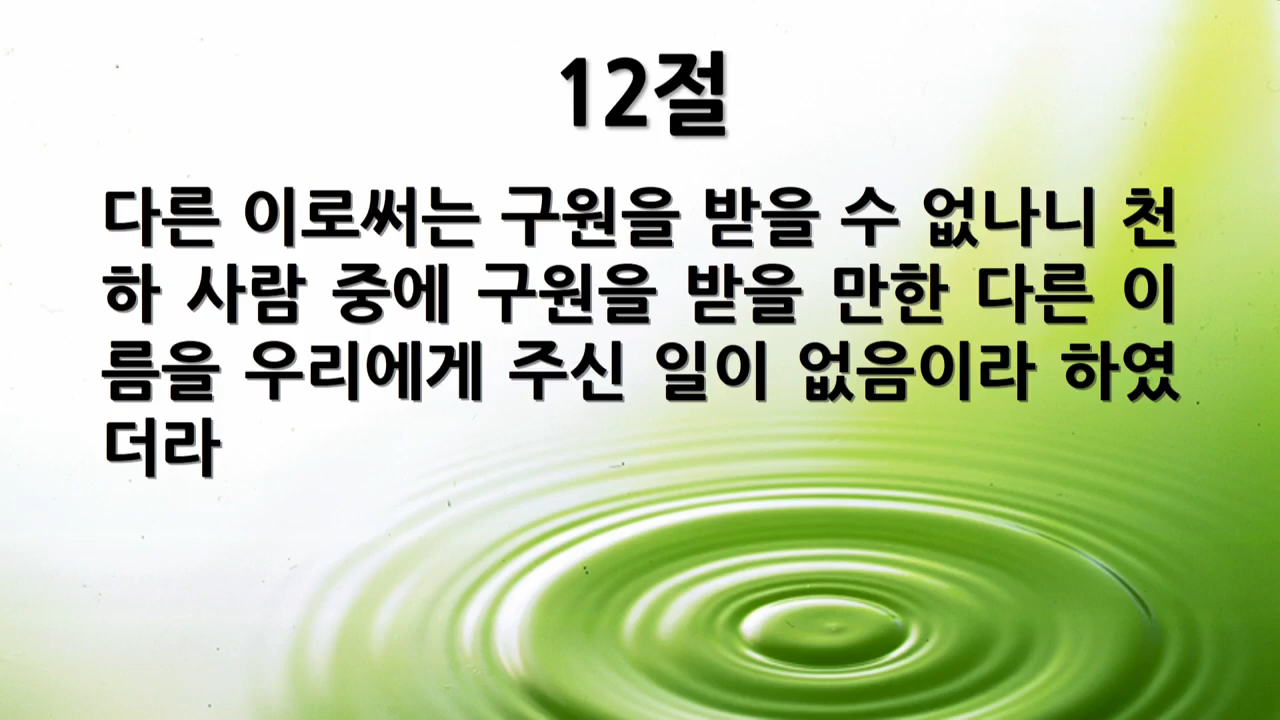 12절
다른 이로써는 구원을 받을 수 없나니 천
하 사람 중에 구원을 받을 만한 다른 이
름을 우리에게 주신 일이 없음이라 하였
더라